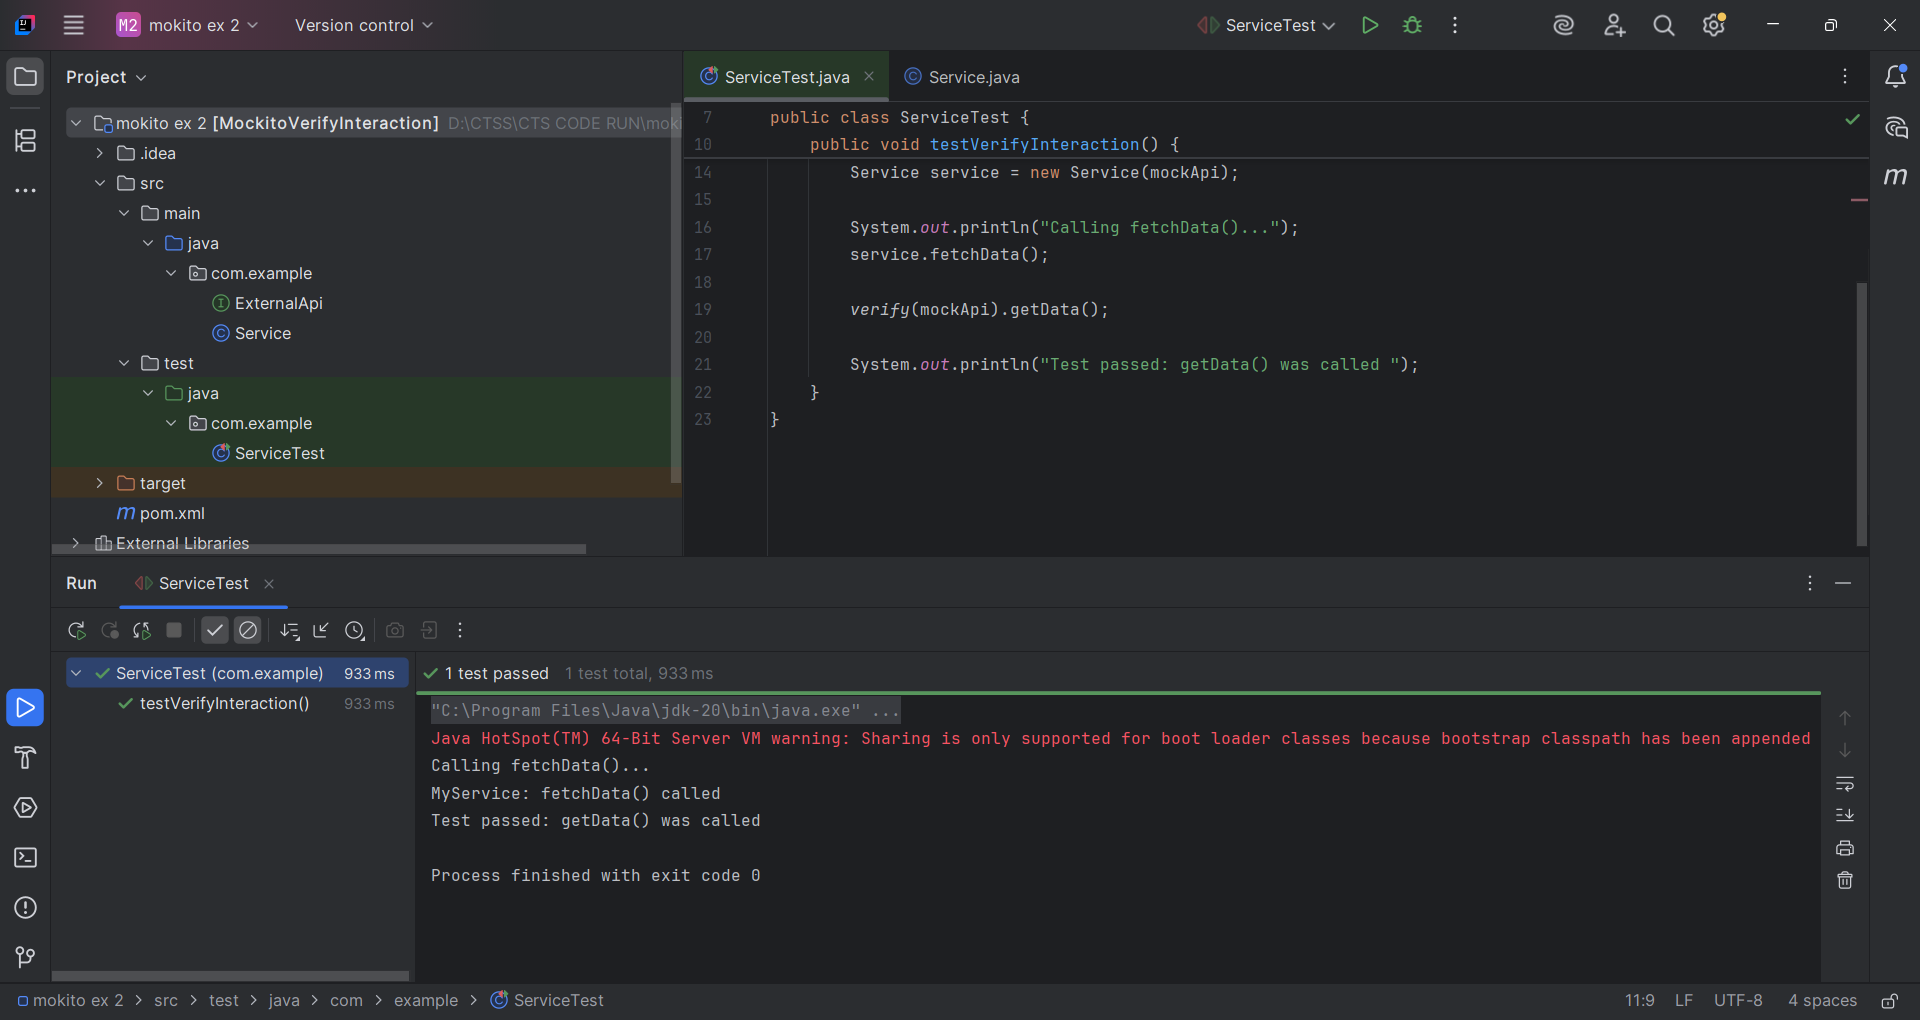 M2 mokito ex 2 Version control ServiceTest
Project
mokito ex 2 [MockitoVerifyInteraction] D:\CTSS\CTS CODE RUN\moki
.idea
src
main
java
com.example
ExternalApi
Service
test
java
com.example
ServiceTest
target
pom.xml
External Libraries
ServiceTest.java Service.java
7 public class ServiceTest {
10 public void testVerifyInteraction() {
14 Service service = new Service(mockApi);
15
16 System.out.println("Calling fetchData()...");
17 service.fetchData();
18
19 verify(mockApi).getData();
20
21 System.out.println("Test passed: getData() was called ");
22 }
23 }
Run ServiceTest
ServiceTest (com.example) 933 ms
testVerifyInteraction() 933 ms
1 test passed 1 test total, 933 ms
"C:\Program Files\Java\jdk-20\bin\java.exe" ...
Java HotSpot(TM) 64-Bit Server VM warning: Sharing is only supported for boot loader classes because bootstrap classpath has been appended
Calling fetchData()...
MyService: fetchData() called
Test passed: getData() was called
Process finished with exit code 0
mokito ex 2 > src > test > java > com > example > ServiceTest
11:9 LF UTF-8 4 spaces